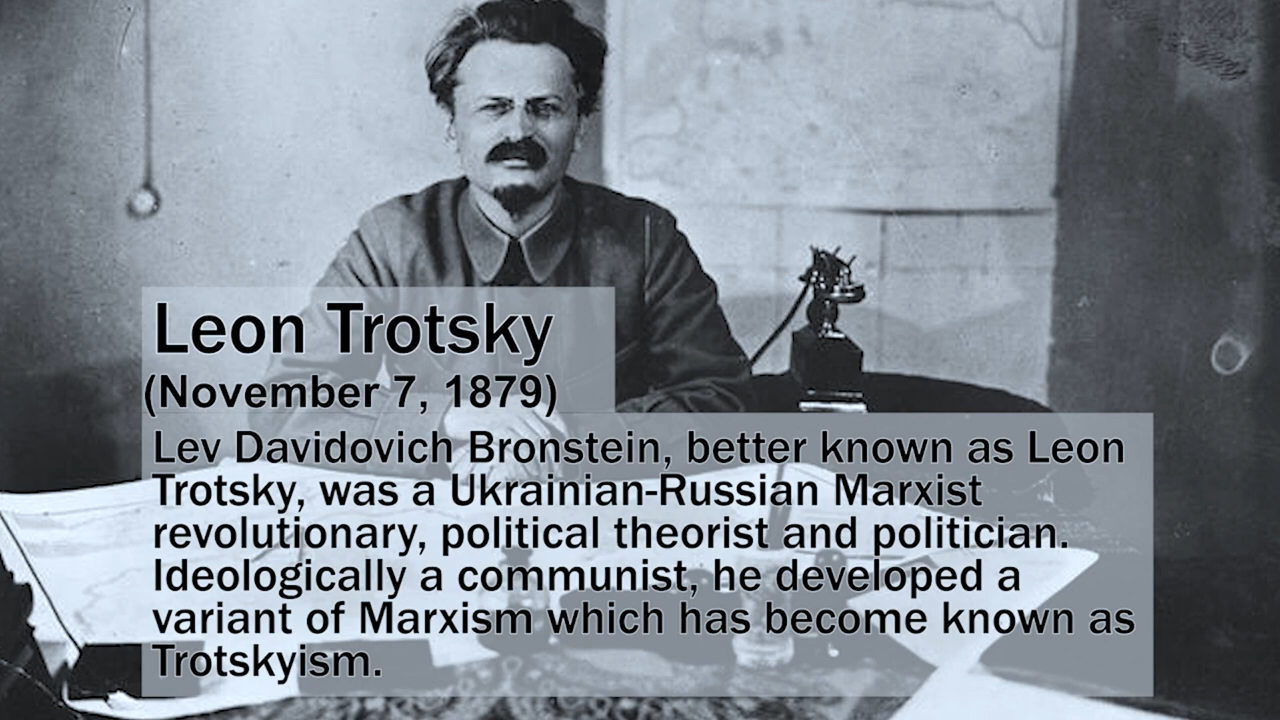 Leon Trotsky
(November 7, 1879)
Lev Davidovich Bronstein, better known as Leon
Trotsky, was a Ukrainian-Russian Marxist
revolutionary, political theorist and politician.
Ideologically a communist, he developed a
variant of Marxism which has become known as
Trotskyism.